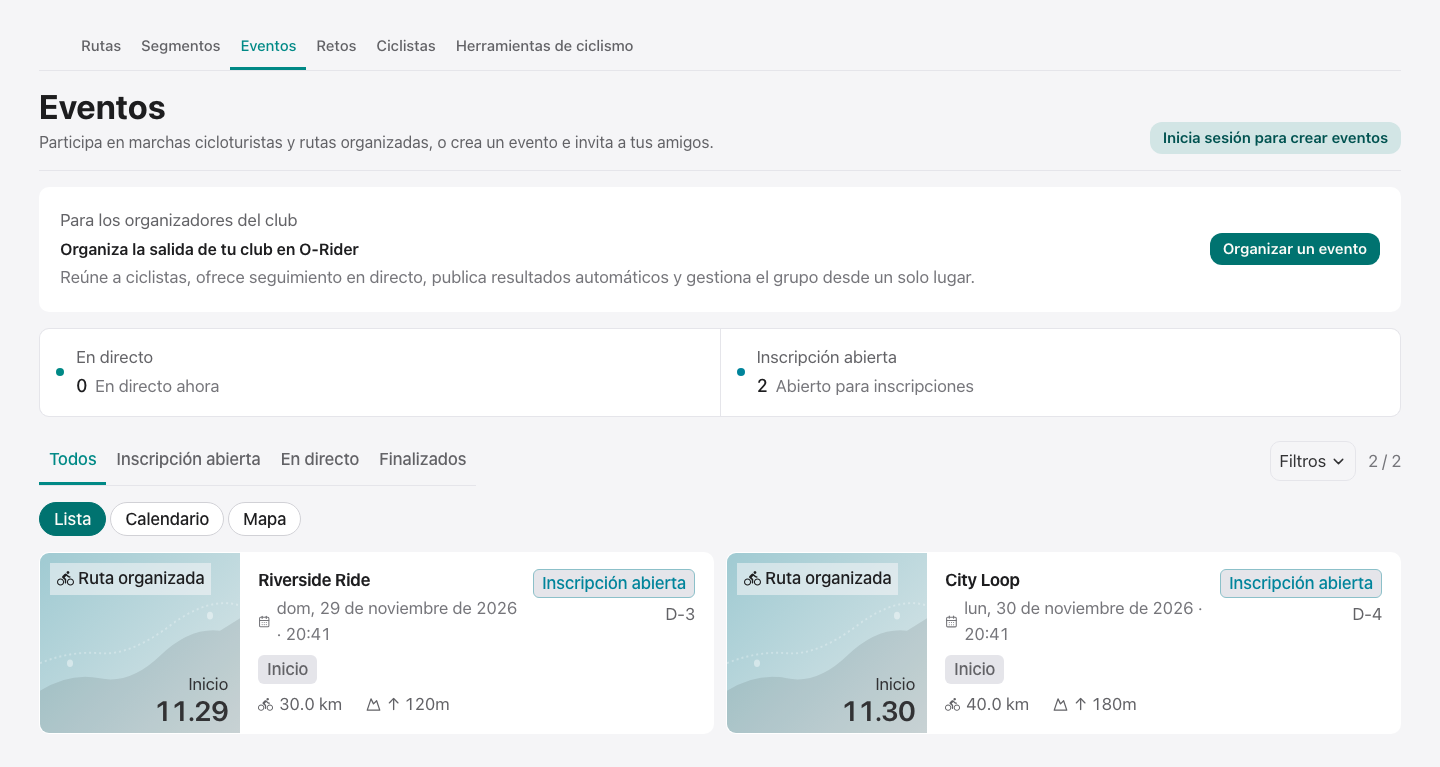 Rutas Segmentos Eventos Retos Ciclistas Herramientas de ciclismo
Eventos
Participa en marchas cicloturistas y rutas organizadas, o crea un evento e invita a tus amigos.
Inicia sesión para crear eventos
Para los organizadores del club
Organiza la salida de tu club en O-Rider
Reúne a ciclistas, ofrece seguimiento en directo, publica resultados automáticos y gestiona el grupo desde un solo lugar.
Organizar un evento
En directo
0 En directo ahora
Inscripción abierta
2 Abierto para inscripciones
Todos Inscripción abierta En directo Finalizados
Filtros 2 / 2
Lista Calendario Mapa
Ruta organizada
Inicio
11.29
Riverside Ride
Inscripción abierta
dom, 29 de noviembre de 2026
· 20:41
D-3
Inicio
30.0 km ↑ 120m
Ruta organizada
Inicio
11.30
City Loop
Inscripción abierta
lun, 30 de noviembre de 2026 ·
20:41
D-4
Inicio
40.0 km ↑ 180m